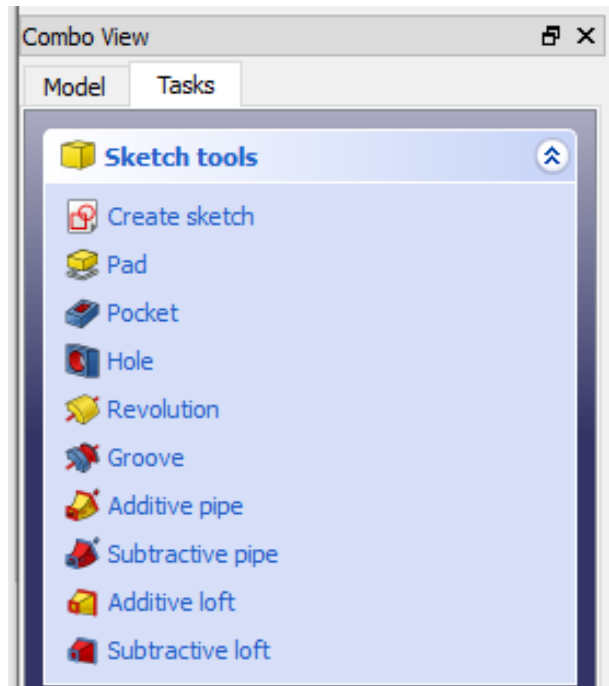 Combo View
Model Tasks
Sketch tools
Create sketch
Pad
Pocket
Hole
Revolution
Groove
Additive pipe
Subtractive pipe
Additive loft
Subtractive loft